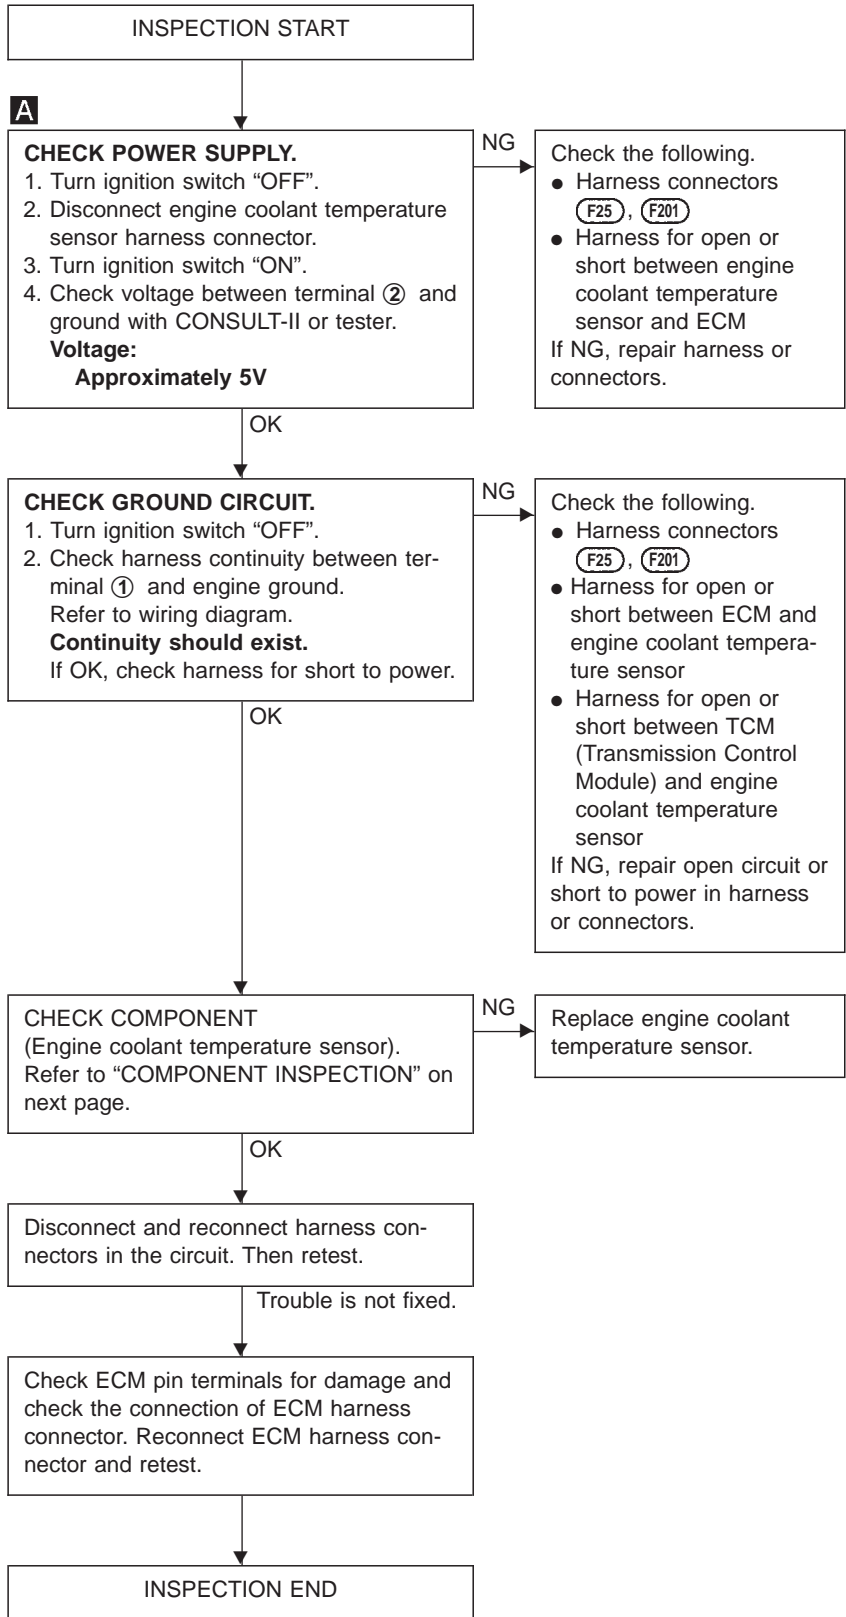 INSPECTION START
A
CHECK POWER SUPPLY.
1. Turn ignition switch “OFF”.
2. Disconnect engine coolant temperature
sensor harness connector.
3. Turn ignition switch “ON”.
4. Check voltage between terminal ② and
ground with CONSULT-II or tester.
Voltage:
Approximately 5V
NG
Check the following.
● Harness connectors
F25 , F201
● Harness for open or
short between engine
coolant temperature
sensor and ECM
If NG, repair harness or
connectors.
OK
CHECK GROUND CIRCUIT.
1. Turn ignition switch “OFF”.
2. Check harness continuity between ter-
minal ① and engine ground.
Refer to wiring diagram.
Continuity should exist.
If OK, check harness for short to power.
NG
Check the following.
● Harness connectors
F25 , F201
● Harness for open or
short between ECM and
engine coolant tempera-
ture sensor
● Harness for open or
short between TCM
(Transmission Control
Module) and engine
coolant temperature
sensor
If NG, repair open circuit or
short to power in harness
or connectors.
OK
CHECK COMPONENT
(Engine coolant temperature sensor).
Refer to “COMPONENT INSPECTION” on
next page.
NG
Replace engine coolant
temperature sensor.
OK
Disconnect and reconnect harness con-
nectors in the circuit. Then retest.
Trouble is not fixed.
Check ECM pin terminals for damage and
check the connection of ECM harness
connector. Reconnect ECM harness con-
nector and retest.
INSPECTION END